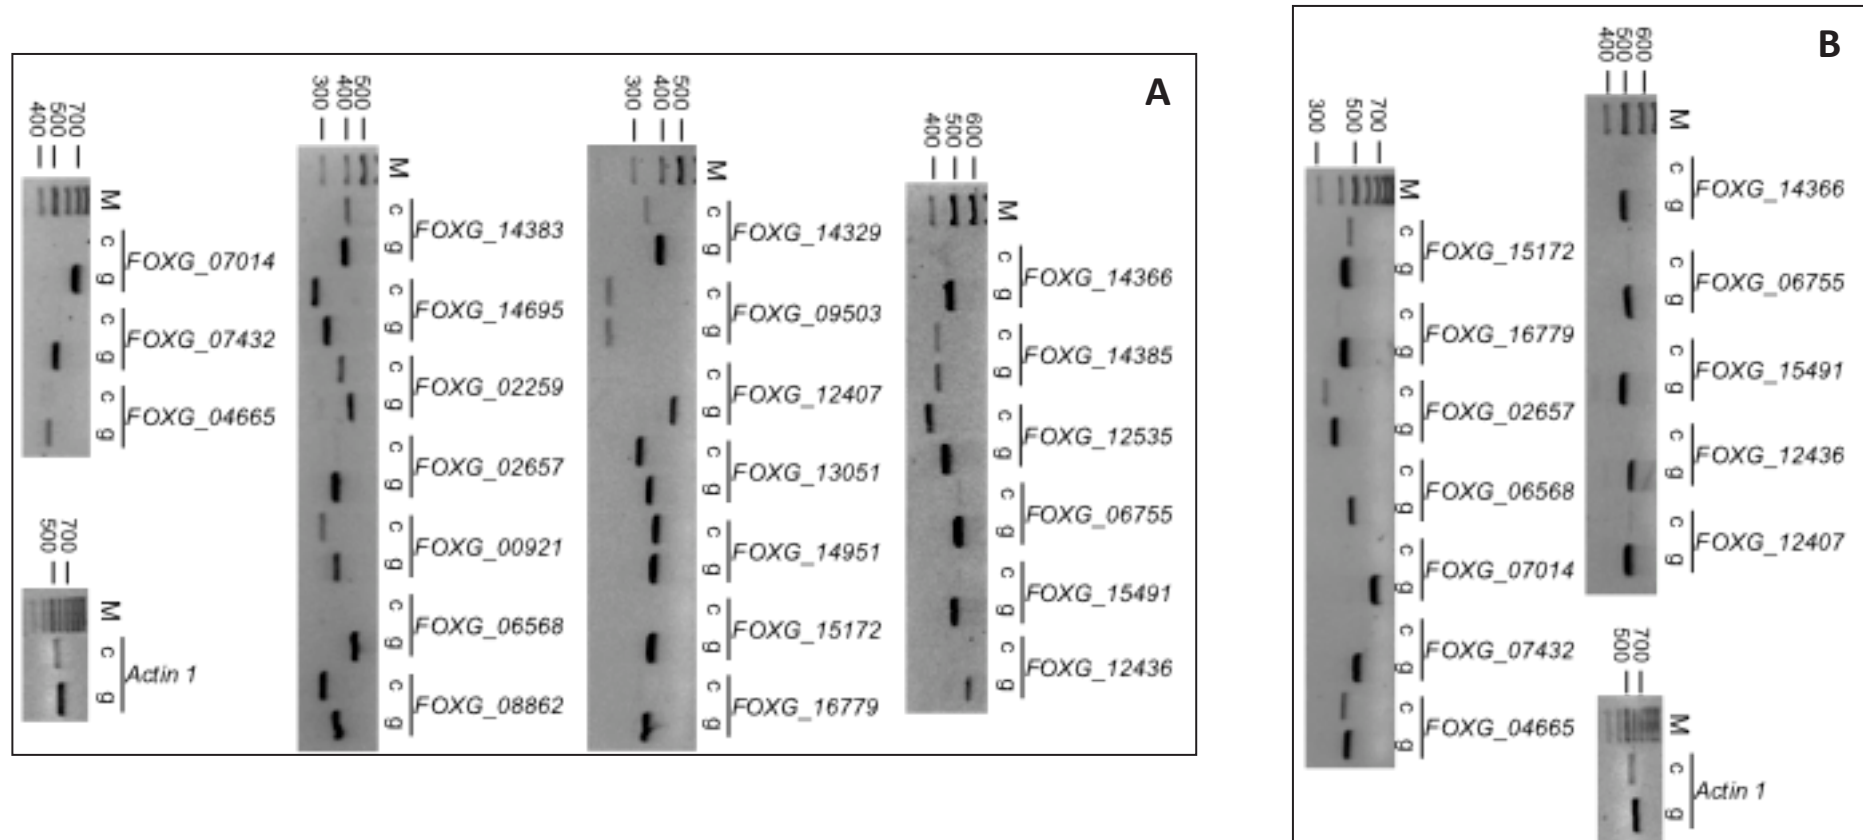 A
400
500
700
M
c
g
FOXG_07014
c
g
FOXG_07432
c
g
FOXG_04665
500
700
M
c
g
Actin 1
300
400
500
M
c
g
FOXG_14383
c
g
FOXG_14695
c
g
FOXG_02259
c
g
FOXG_02657
c
g
FOXG_00921
c
g
FOXG_06568
c
g
FOXG_08862
300
400
500
M
c
g
FOXG_14329
c
g
FOXG_09503
c
g
FOXG_12407
c
g
FOXG_13051
c
g
FOXG_14951
c
g
FOXG_15172
c
g
FOXG_16779
400
500
600
M
c
g
FOXG_14366
c
g
FOXG_14385
c
g
FOXG_12535
c
g
FOXG_06755
c
g
FOXG_15491
c
g
FOXG_12436
B
300
500
700
M
c
g
FOXG_15172
c
g
FOXG_16779
c
g
FOXG_02657
c
g
FOXG_06568
c
g
FOXG_07014
c
g
FOXG_07432
c
g
FOXG_04665
400
500
600
M
c
g
FOXG_14366
c
g
FOXG_06755
c
g
FOXG_15491
c
g
FOXG_12436
c
g
FOXG_12407
500
700
M
c
g
Actin 1